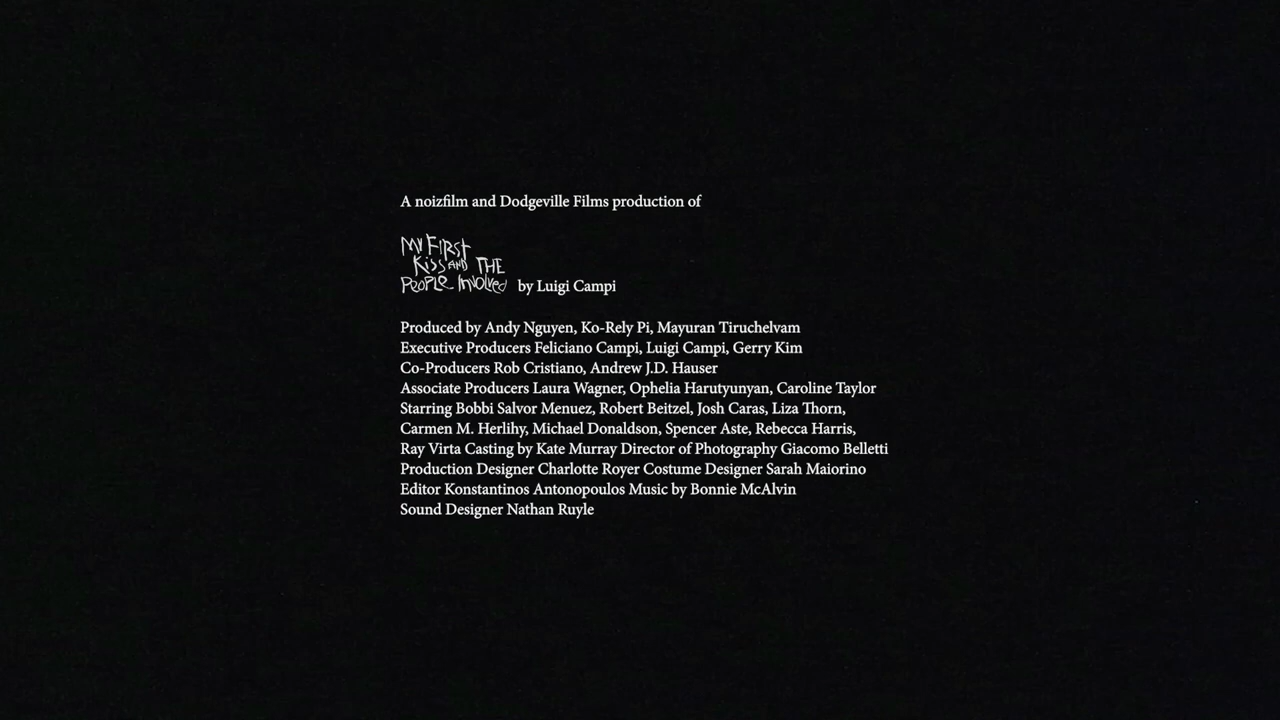 A noizfilm and Dodgeville Films production of
MY FIRST
KISS AND THE
PEOPLE INVOLVED by Luigi Campi
Produced by Andy Nguyen, Ko-Rely Pi, Mayuran Tiruchelvam
Executive Producers Feliciano Campi, Luigi Campi, Gerry Kim
Co-Producers Rob Cristiano, Andrew J.D. Hauser
Associate Producers Laura Wagner, Ophelia Harutyunyan, Caroline Taylor
Starring Bobbi Salvor Menuez, Robert Beitzel, Josh Caras, Liza Thorn,
Carmen M. Herlihy, Michael Donaldson, Spencer Aste, Rebecca Harris,
Ray Virta Casting by Kate Murray Director of Photography Giacomo Belletti
Production Designer Charlotte Royer Costume Designer Sarah Maiorino
Editor Konstantinos Antonopoulos Music by Bonnie McAlvin
Sound Designer Nathan Ruyle